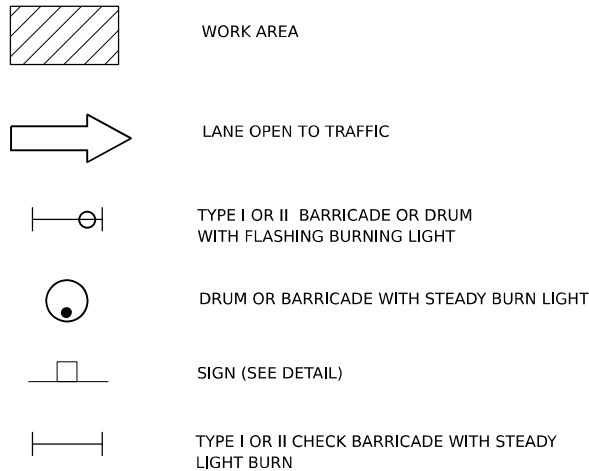 WORK AREA
LANE OPEN TO TRAFFIC
TYPE I OR II BARRICADE OR DRUM
WITH FLASHING BURNING LIGHT
DRUM OR BARRICADE WITH STEADY BURN LIGHT
SIGN (SEE DETAIL)
TYPE I OR II CHECK BARRICADE WITH STEADY
LIGHT BURN